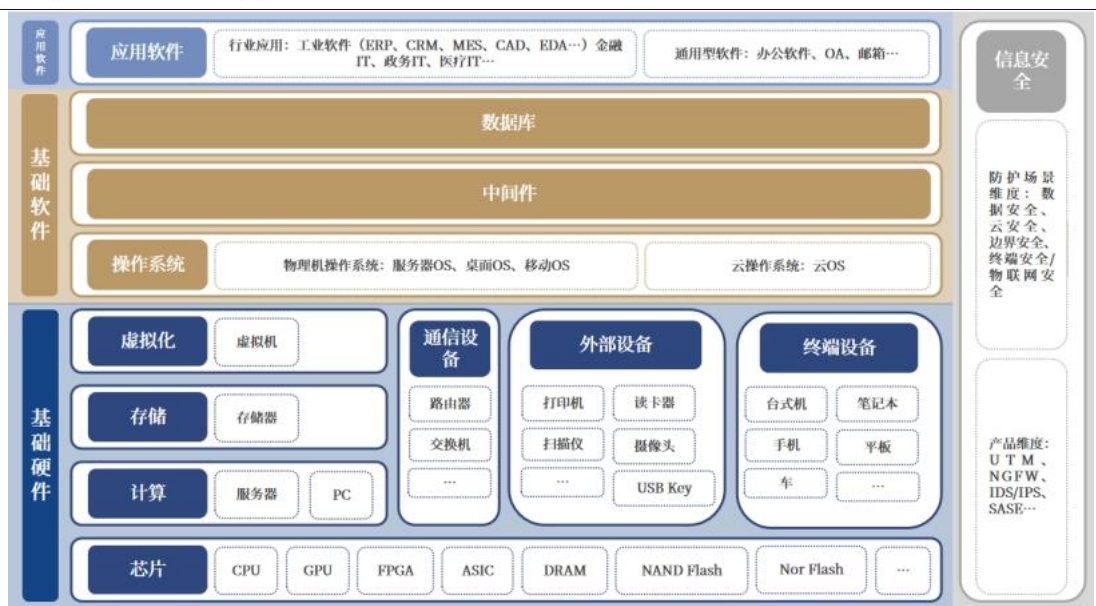 应用软件
应用软件
行业应用：工业软件（ERP、CRM、MES、CAD、EDA…）金融
IT、政务IT、医疗IT…
通用型软件：办公软件、OA、邮箱…
基础软件
数据库
中间件
操作系统
物理机操作系统：服务器OS、桌面OS、移动OS
云操作系统：云OS
基础硬件
虚拟化
虚拟机
存储
存储器
计算
服务器
PC
通信设
备
路由器
交换机
…
外部设备
打印机
读卡器
扫描仪
摄像头
…
USB Key
终端设备
台式机
笔记本
手机
平板
车
…
芯片
CPU
GPU
FPGA
ASIC
DRAM
NAND Flash
Nor Flash
…
信息安
全
防护场景
维度：数
据安全、
云安全、
边界安全、
终端安全/
物联网安
全
产品维度：
UTM、
NGFW、
IDS/IPS、
SASE…